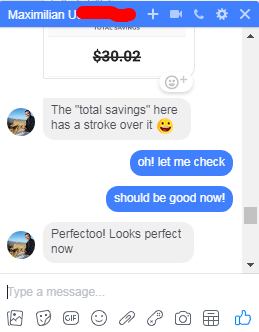 Maximilian U
TOTAL SAVINGS
$30.02
The "total savings" here
has a stroke over it
oh! let me check
should be good now!
Perfectoo! Looks perfect
now
Type a message...
GIF